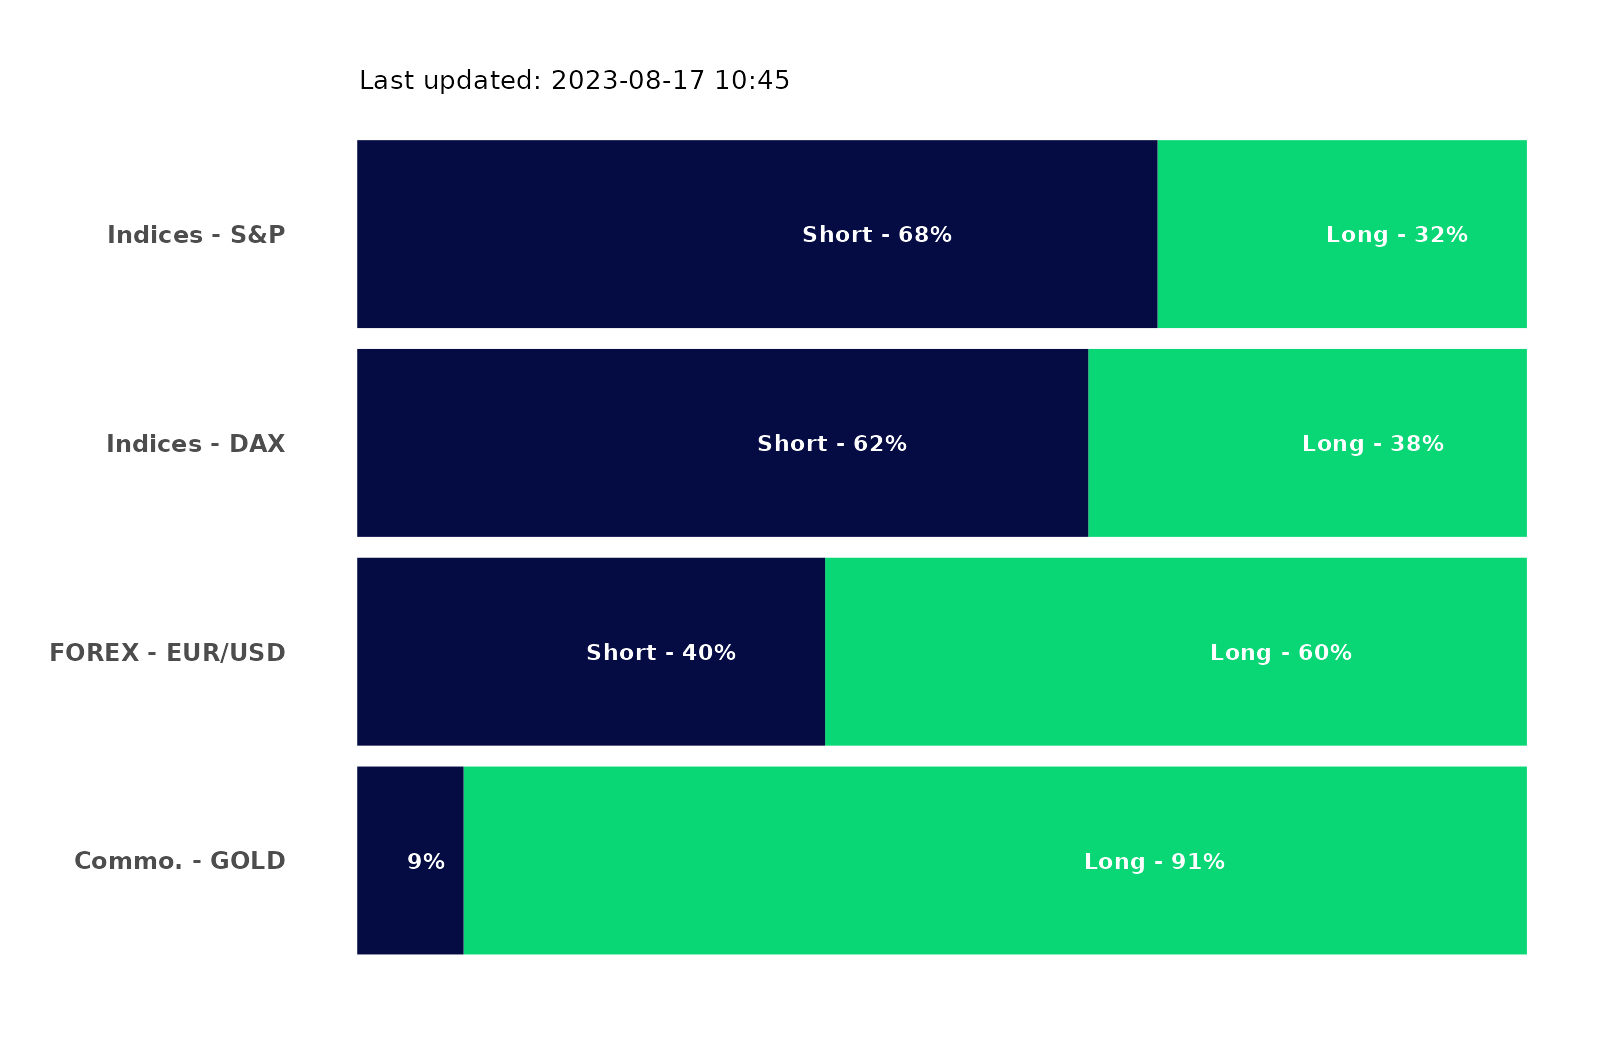 Last updated: 2023-08-17 10:45
Indices - S&P Short - 68% Long - 32%
Indices - DAX Short - 62% Long - 38%
FOREX - EUR/USD Short - 40% Long - 60%
Commo. - GOLD 9% Long - 91%